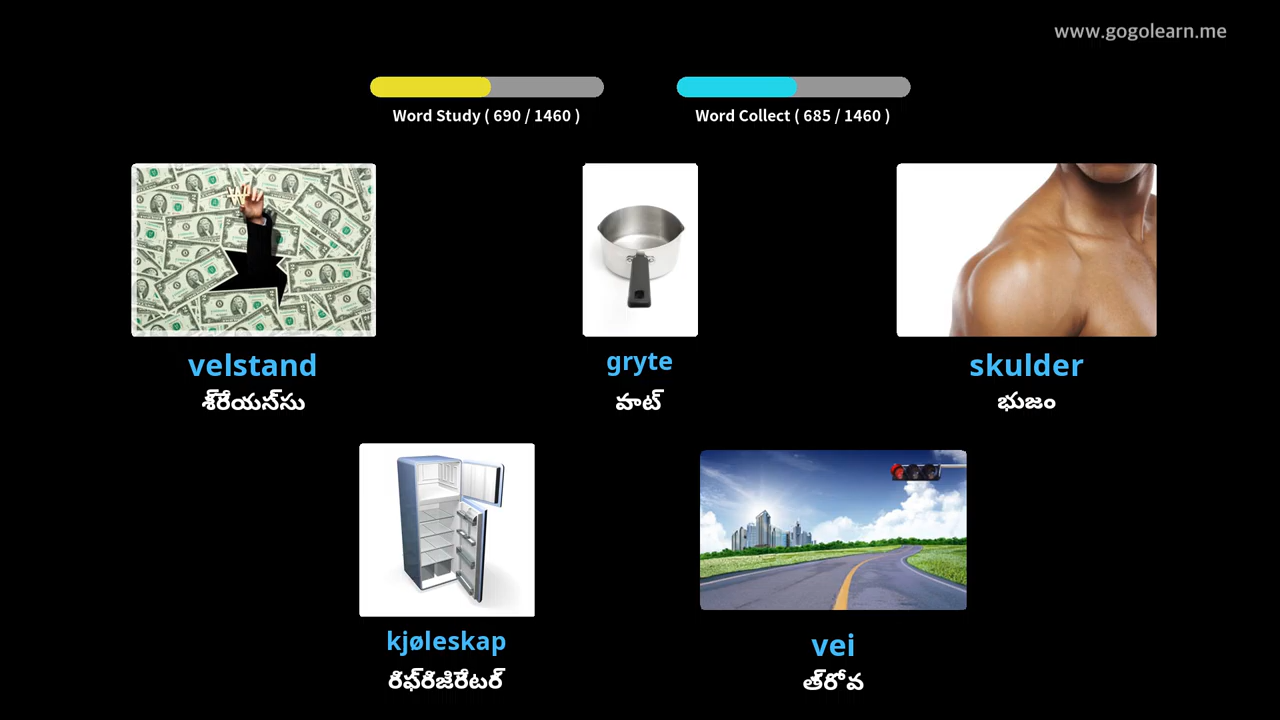 www.gogolearn.me
Word Study ( 690 / 1460 )
Word Collect ( 685 / 1460 )
velstand
gryte
skulder
శ్రేయస్సు
వాట్
భుజం
kjøleskap
vei
రిఫ్రిజిరేటర్
త్రోవ